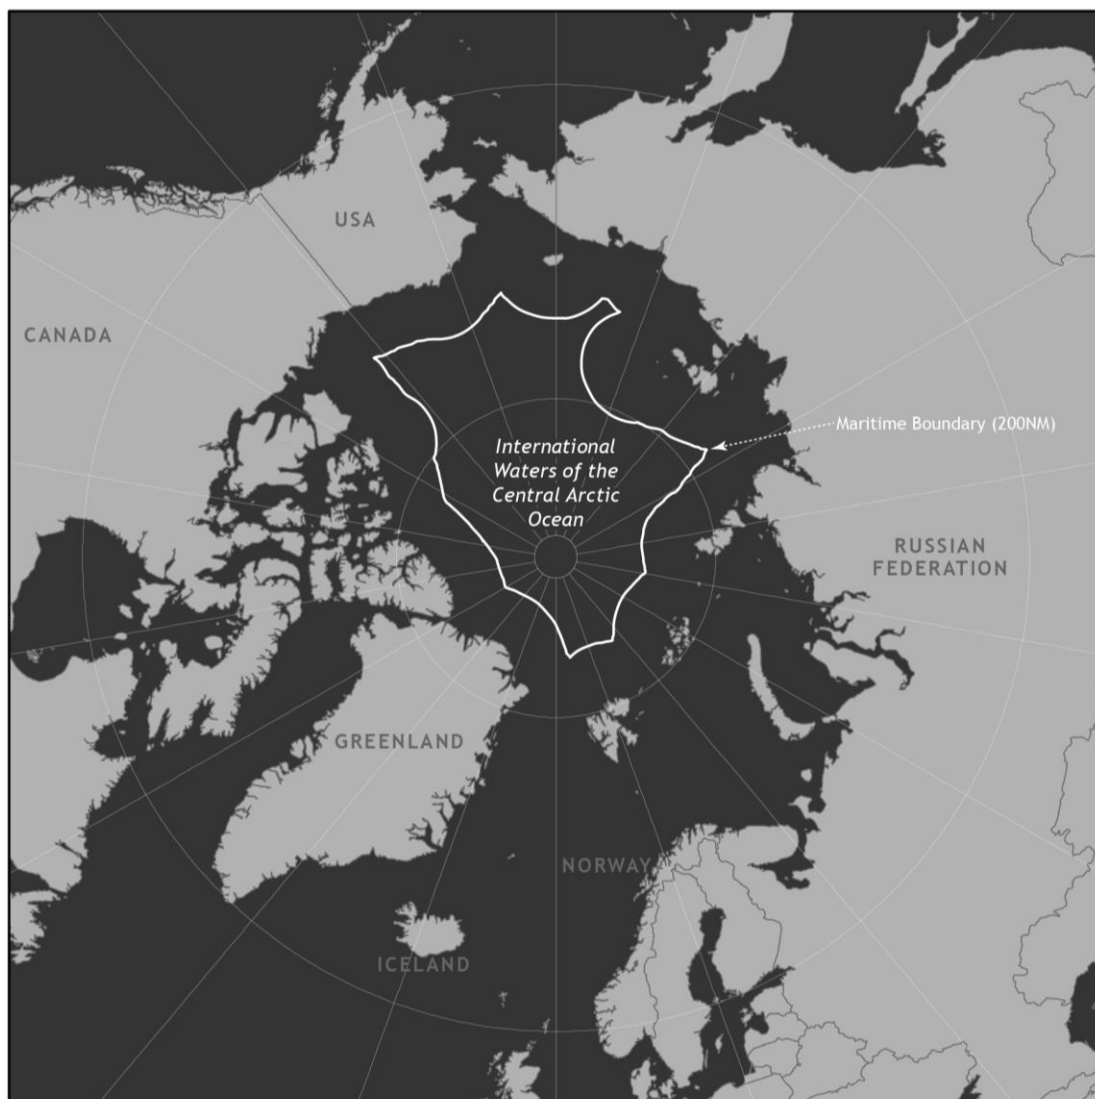 USA
CANADA
Maritime Boundary (200NM)
International
Waters of the
Central Arctic
Ocean
RUSSIAN
FEDERATION
GREENLAND
NORWAY
ICELAND